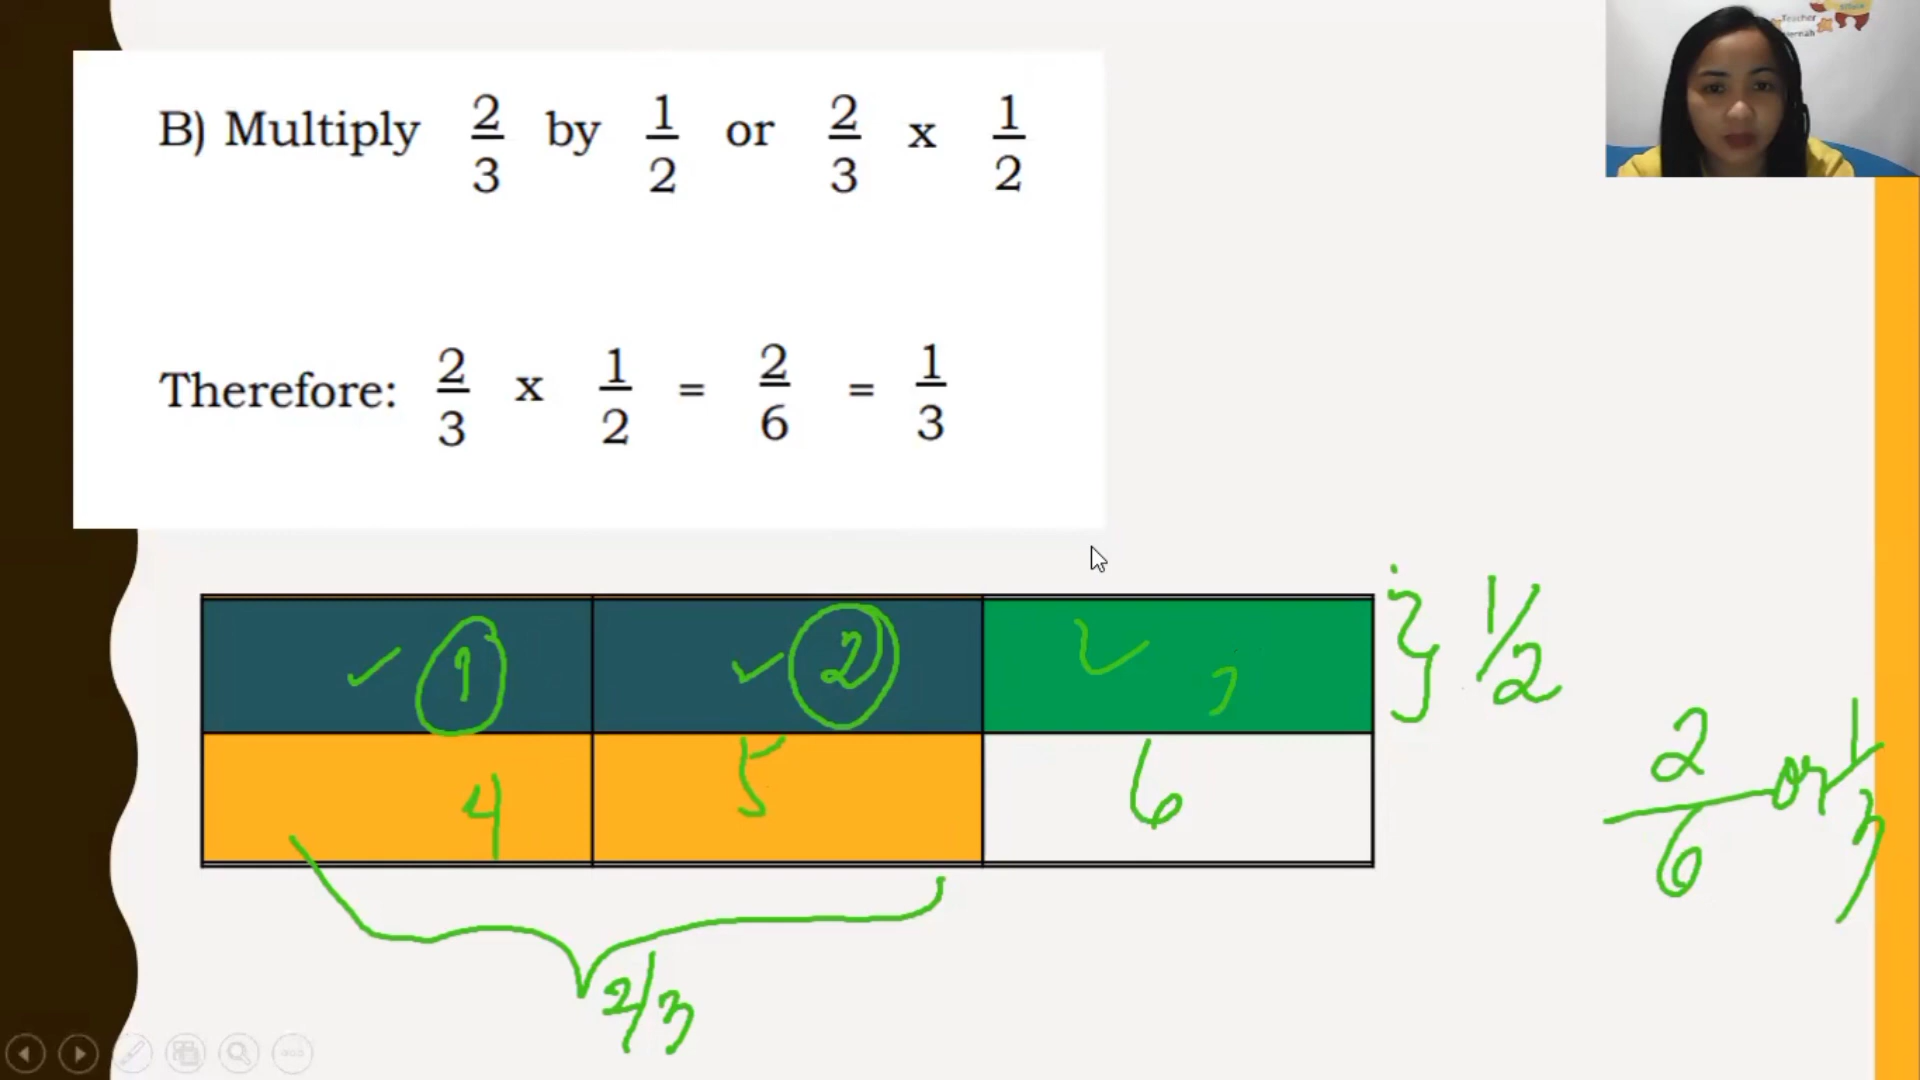 Teacher
B) Multiply 2/3 by 1/2 or 2/3 x 1/2
Therefore: 2/3 x 1/2 = 2/6 = 1/3
1 2
1/2
4 5 6
2/6 or 1/3
2/3